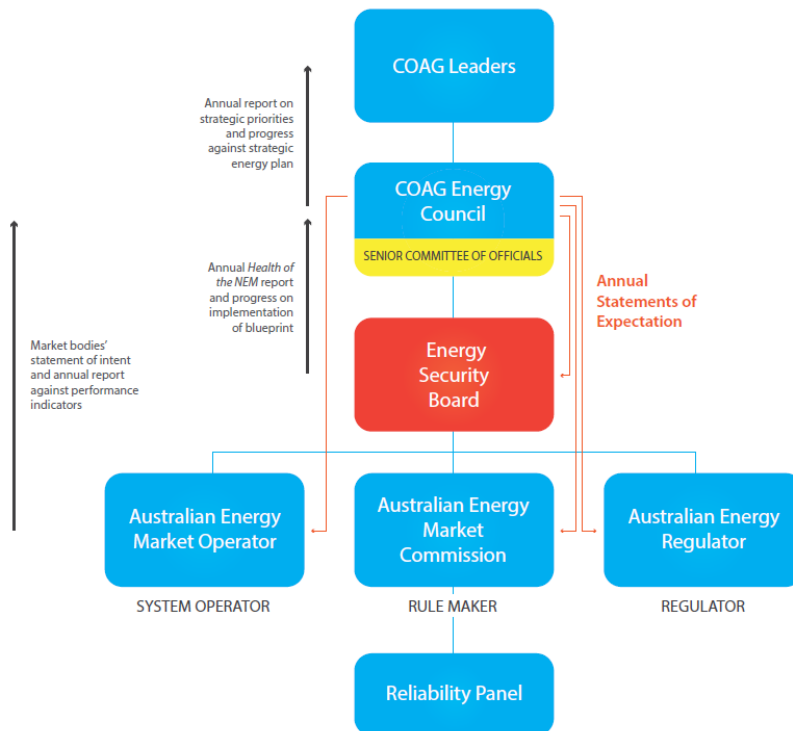 COAG Leaders
Annual report on
strategic priorities
and progress
against strategic
energy plan
COAG Energy
Council
SENIOR COMMITTEE OF OFFICIALS
Annual Health of
the NEM report
and progress on
implementation
of blueprint
Annual
Statements of
Expectation
Market bodies'
statement of intent
and annual report
against performance
indicators
Energy
Security
Board
Australian Energy
Market Operator
SYSTEM OPERATOR
Australian Energy
Market
Commission
RULE MAKER
Australian Energy
Regulator
REGULATOR
Reliability Panel